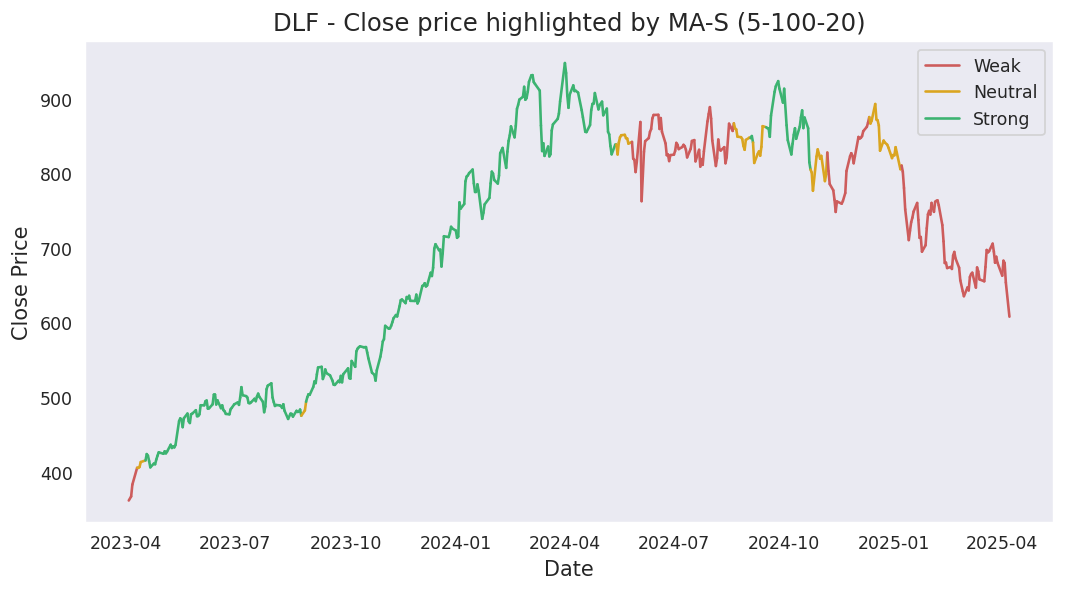 DLF - Close price highlighted by MA-S (5-100-20)
Weak
Neutral
Strong
Close Price
900
800
700
600
500
400
2023-04 2023-07 2023-10 2024-01 2024-04 2024-07 2024-10 2025-01 2025-04
Date